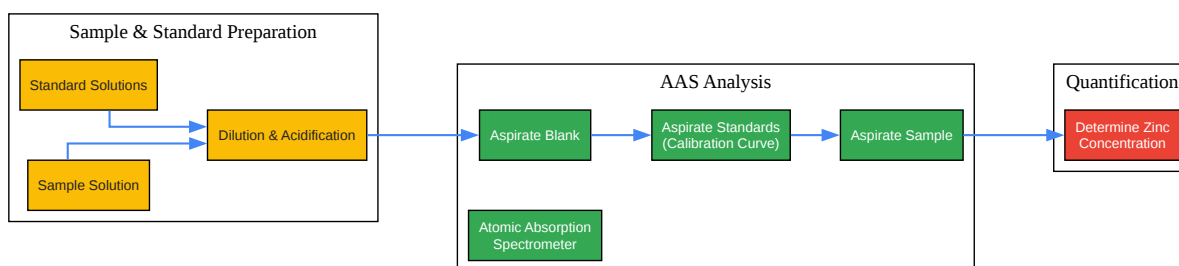 Sample & Standard Preparation
Standard Solutions
Dilution & Acidification
Sample Solution
AAS Analysis
Aspirate Blank
Aspirate Standards
(Calibration Curve)
Aspirate Sample
Atomic Absorption
Spectrometer
Quantification
Determine Zinc
Concentration